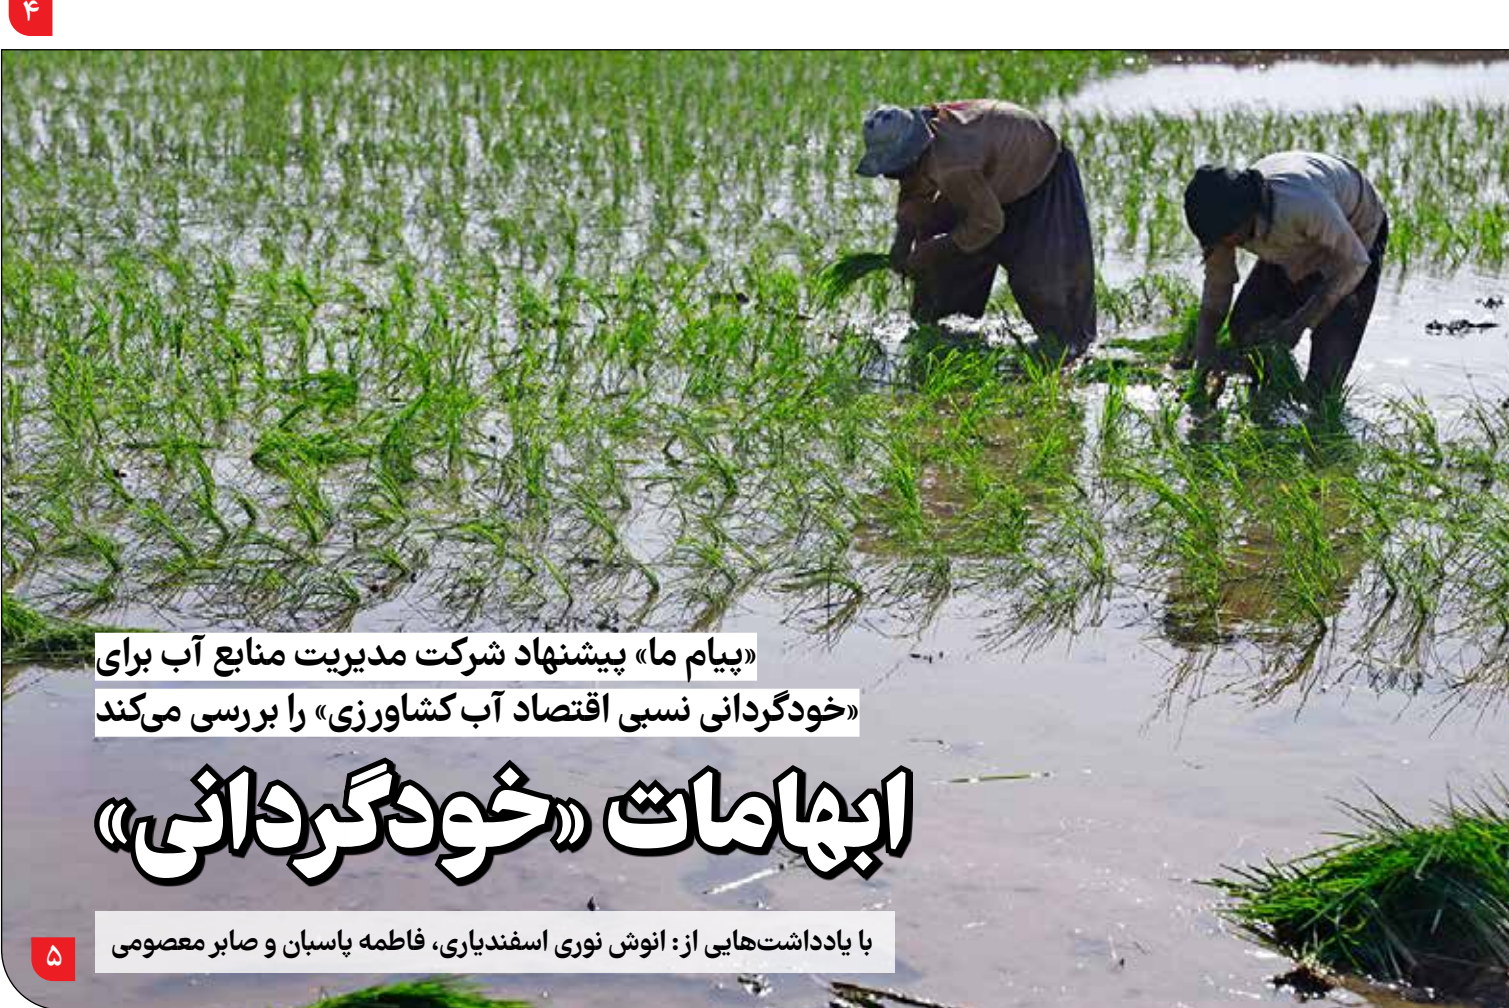 ۴
«پیام ما» پیشنهاد شرکت مدیریت منابع آب برای
«خودگردانی نسبی اقتصاد آب کشاورزی» را بررسی می‌کند
ابهامات «خودگردانی»
با یادداشت‌هایی از: انوش نوری اسفندیاری، فاطمه پاسبان و صابر معصومی
۵